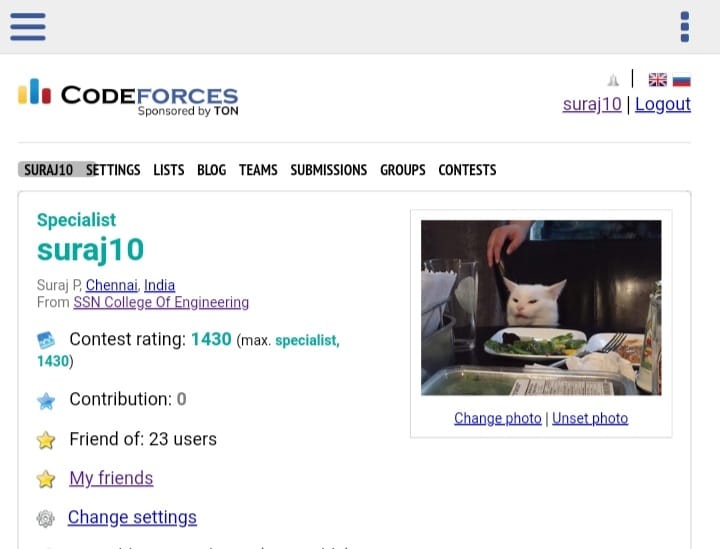 CODEFORCES
Sponsored by TON
suraj10 | Logout
SURAJ10 SETTINGS LISTS BLOG TEAMS SUBMISSIONS GROUPS CONTESTS
Specialist
suraj10
Suraj P, Chennai, India
From SSN College Of Engineering
Contest rating: 1430 (max. specialist,
1430)
Contribution: 0
Friend of: 23 users
My friends
Change settings
Change photo | Unset photo